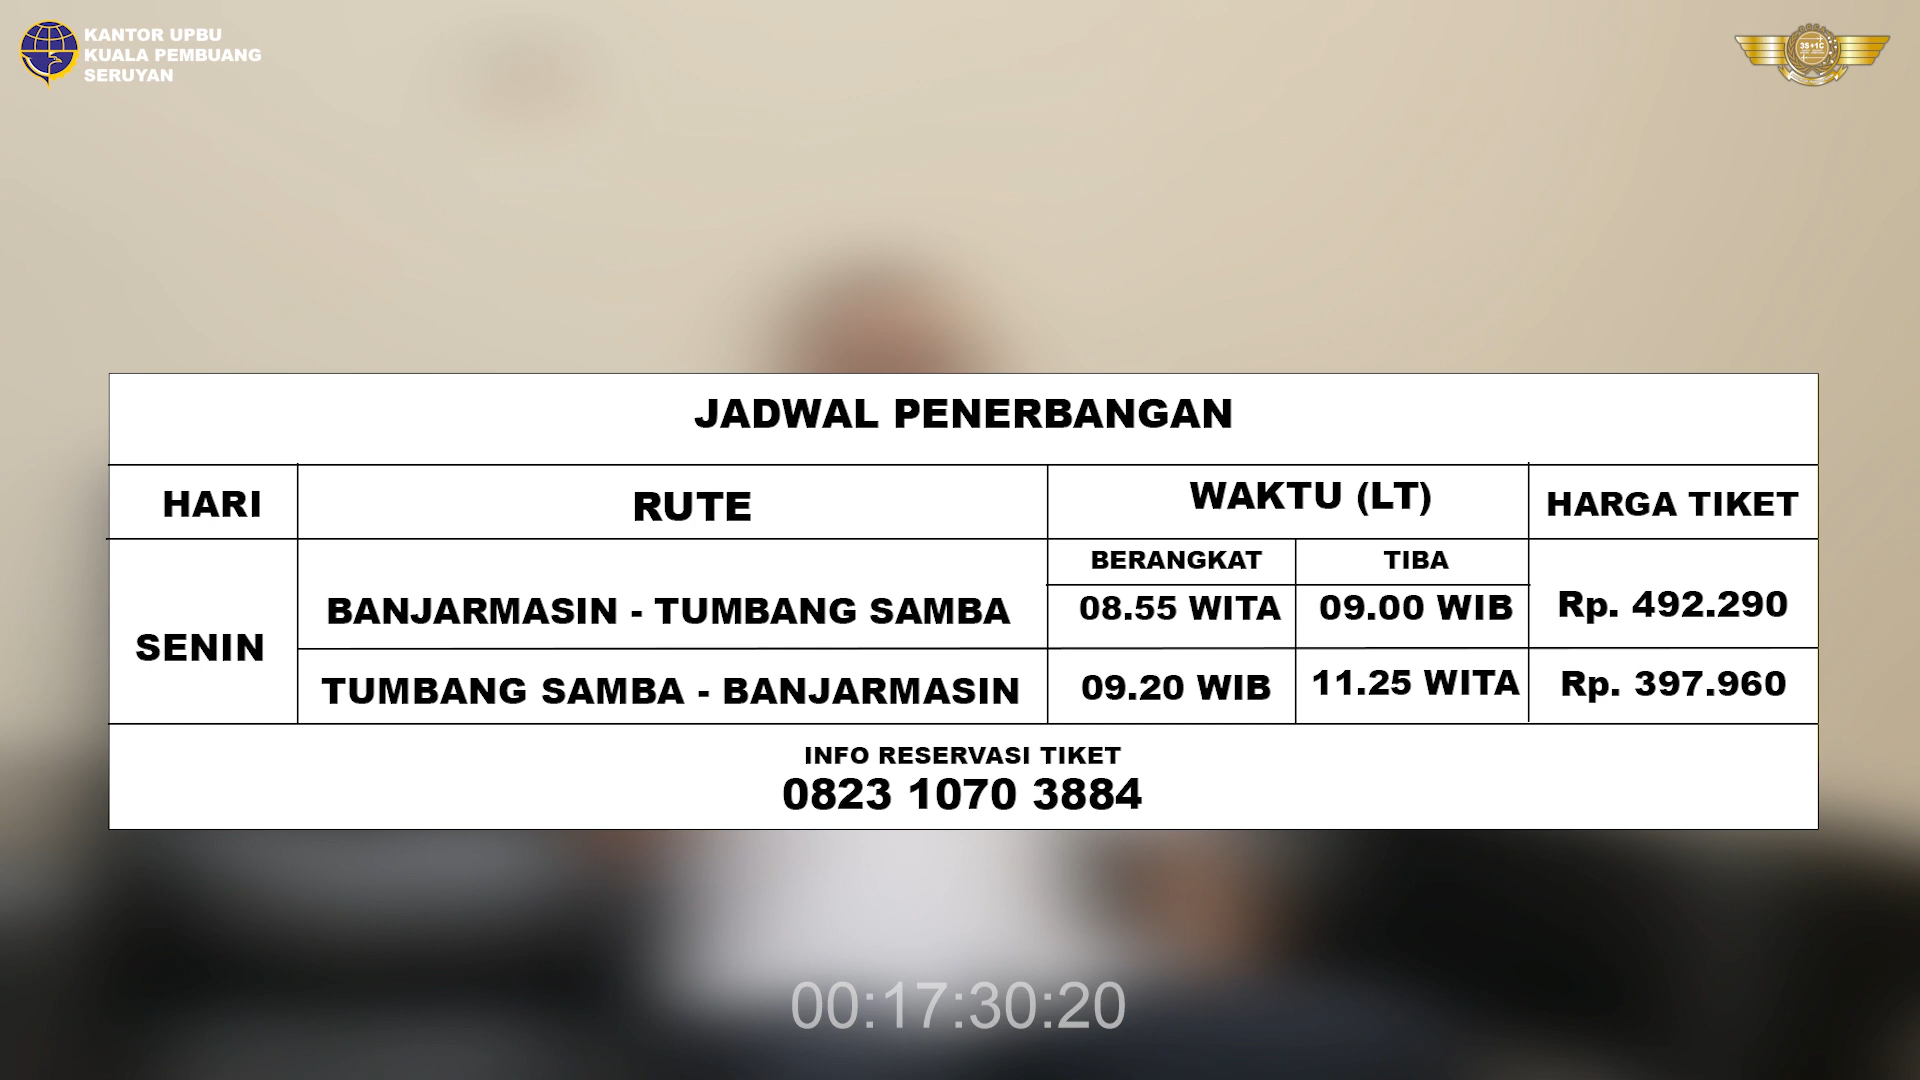 KANTOR UPBU
KUALA PEMBUANG
SERUYAN
3S+1C
JADWAL PENERBANGAN
HARI RUTE WAKTU (LT) HARGA TIKET
BERANGKAT TIBA
SENIN
BANJARMASIN - TUMBANG SAMBA 08.55 WITA 09.00 WIB Rp. 492.290
TUMBANG SAMBA - BANJARMASIN 09.20 WIB 11.25 WITA Rp. 397.960
INFO RESERVASI TIKET
0823 1070 3884
00:17:30:20